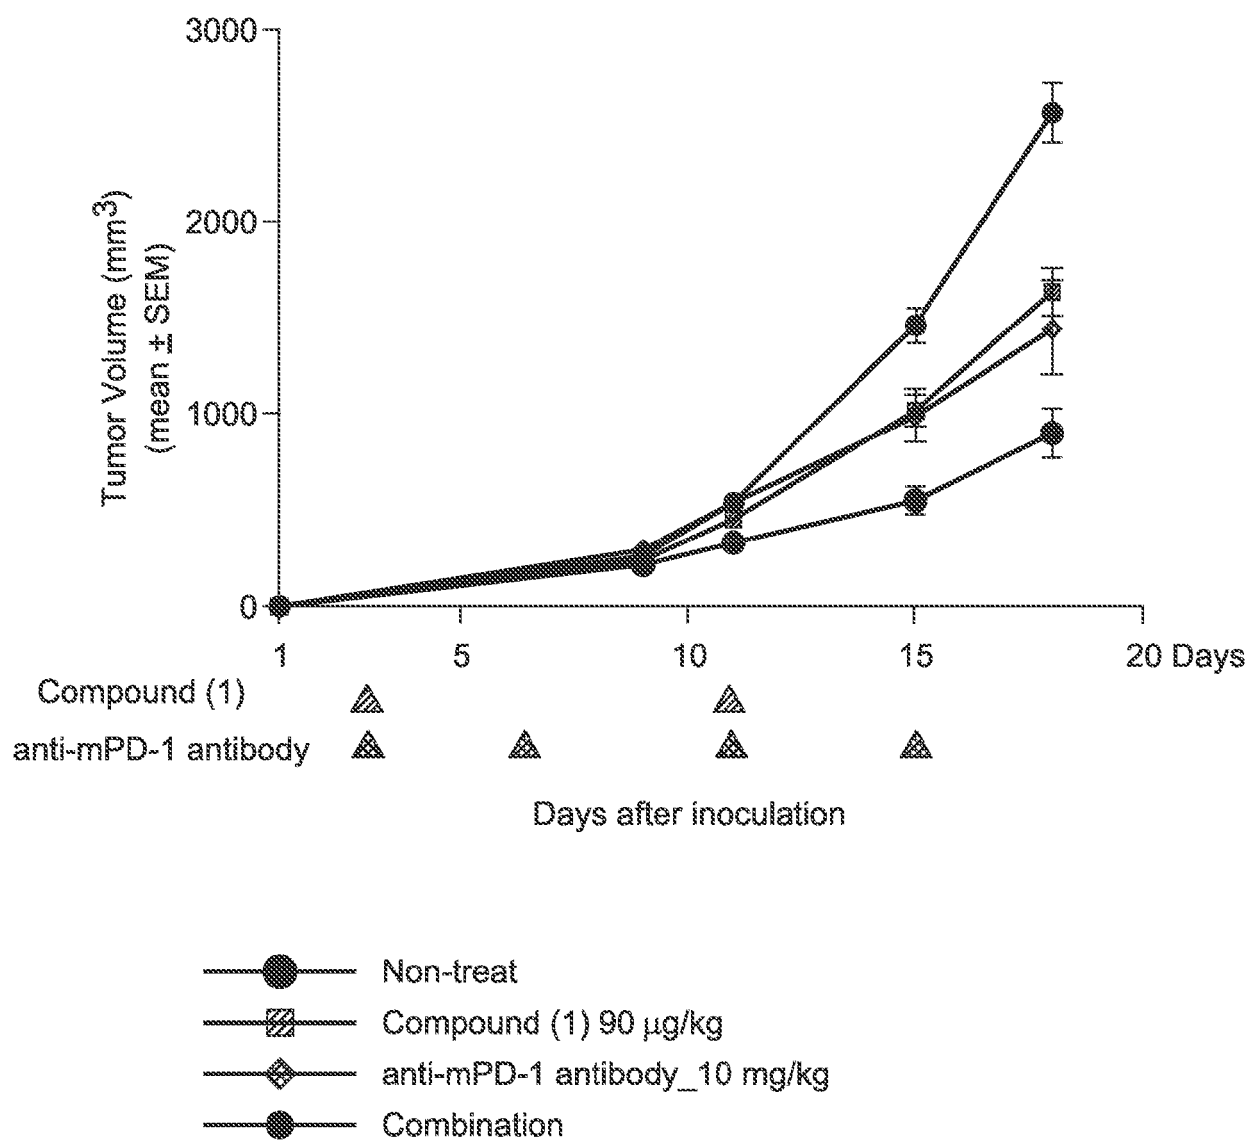 3000
2000
1000
0
Tumor Volume (mm3)
(mean ± SEM)
1 5 10 15 20 Days
Compound (1)
anti-mPD-1 antibody
Days after inoculation
Non-treat
Compound (1) 90 µg/kg
anti-mPD-1 antibody_10 mg/kg
Combination